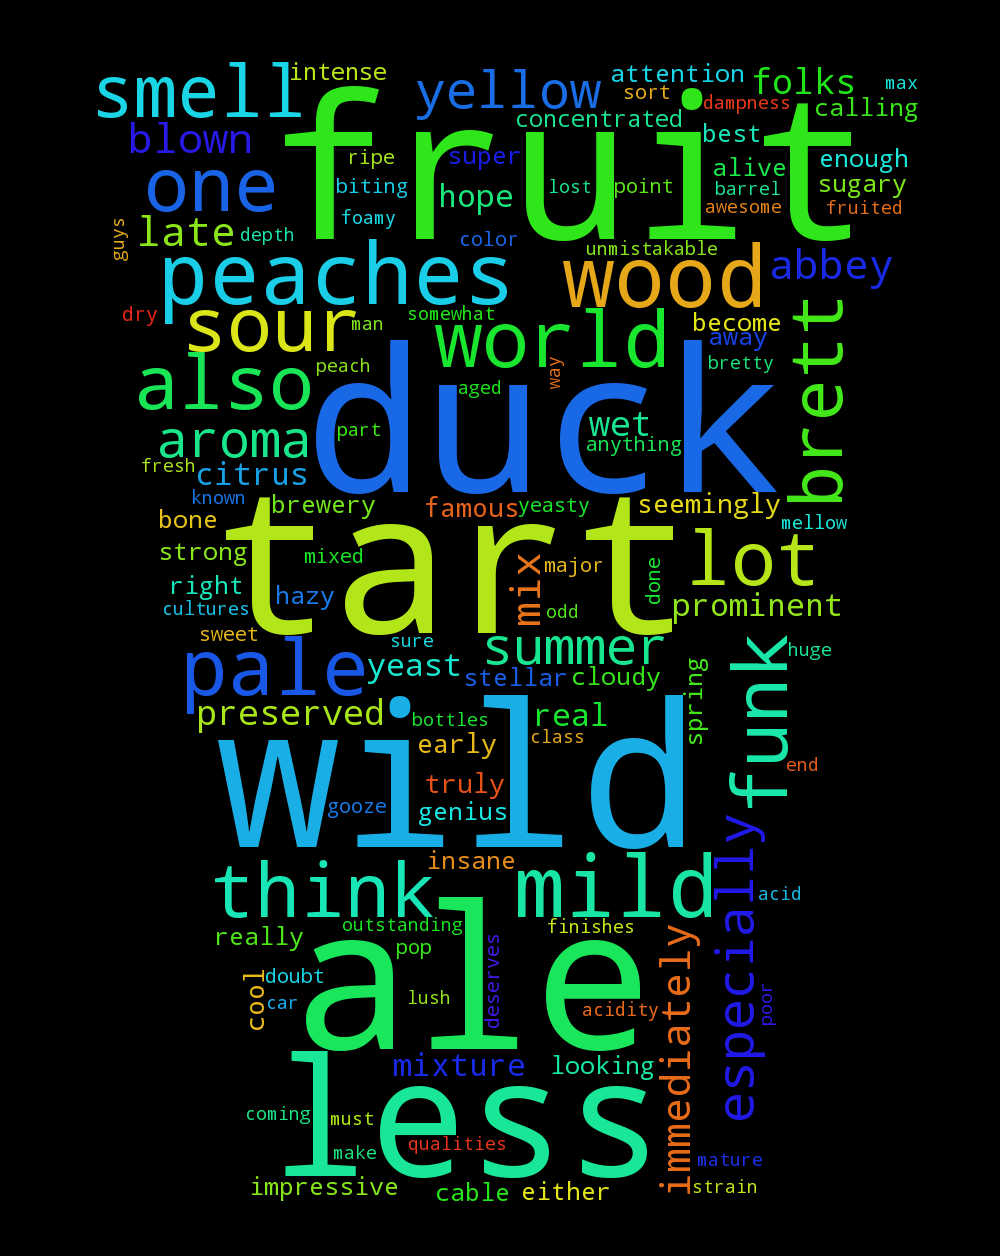 smell
intense
yellow
attention
folks
max
sort
dampness
calling
blown
fruit
concentrated
best
ripe
super
alive
enough
one
biting
hope
lost
point
barrel
sugary
foamy
awesome
fruited
guys
late
depth
color
unmistakable
peaches
wood
abbey
dry
sour
man
somewhat
world
become
brett
away
also
peach
way
bretty
aged
duck
aroma
part
wet
anything
fresh
citrus
known
brewery
famous
yeasty
seemingly
bone
mellow
strong
mixed
tart
mix
major
lot
right
hazy
done
cultures
odd
prominent
sweet
sure
summer
huge
pale
yeast
stellar
cloudy
spring
funk
preserved
bottles
real
early
class
end
wild
truly
gooze
genius
insane
especially
think
mild
acid
outstanding
finishes
really
pop
deserves
immediately
cool
doubt
car
lush
ale
acidity
poor
mixture
looking
less
coming
must
make
qualities
mature
impressive
cable
either
strain